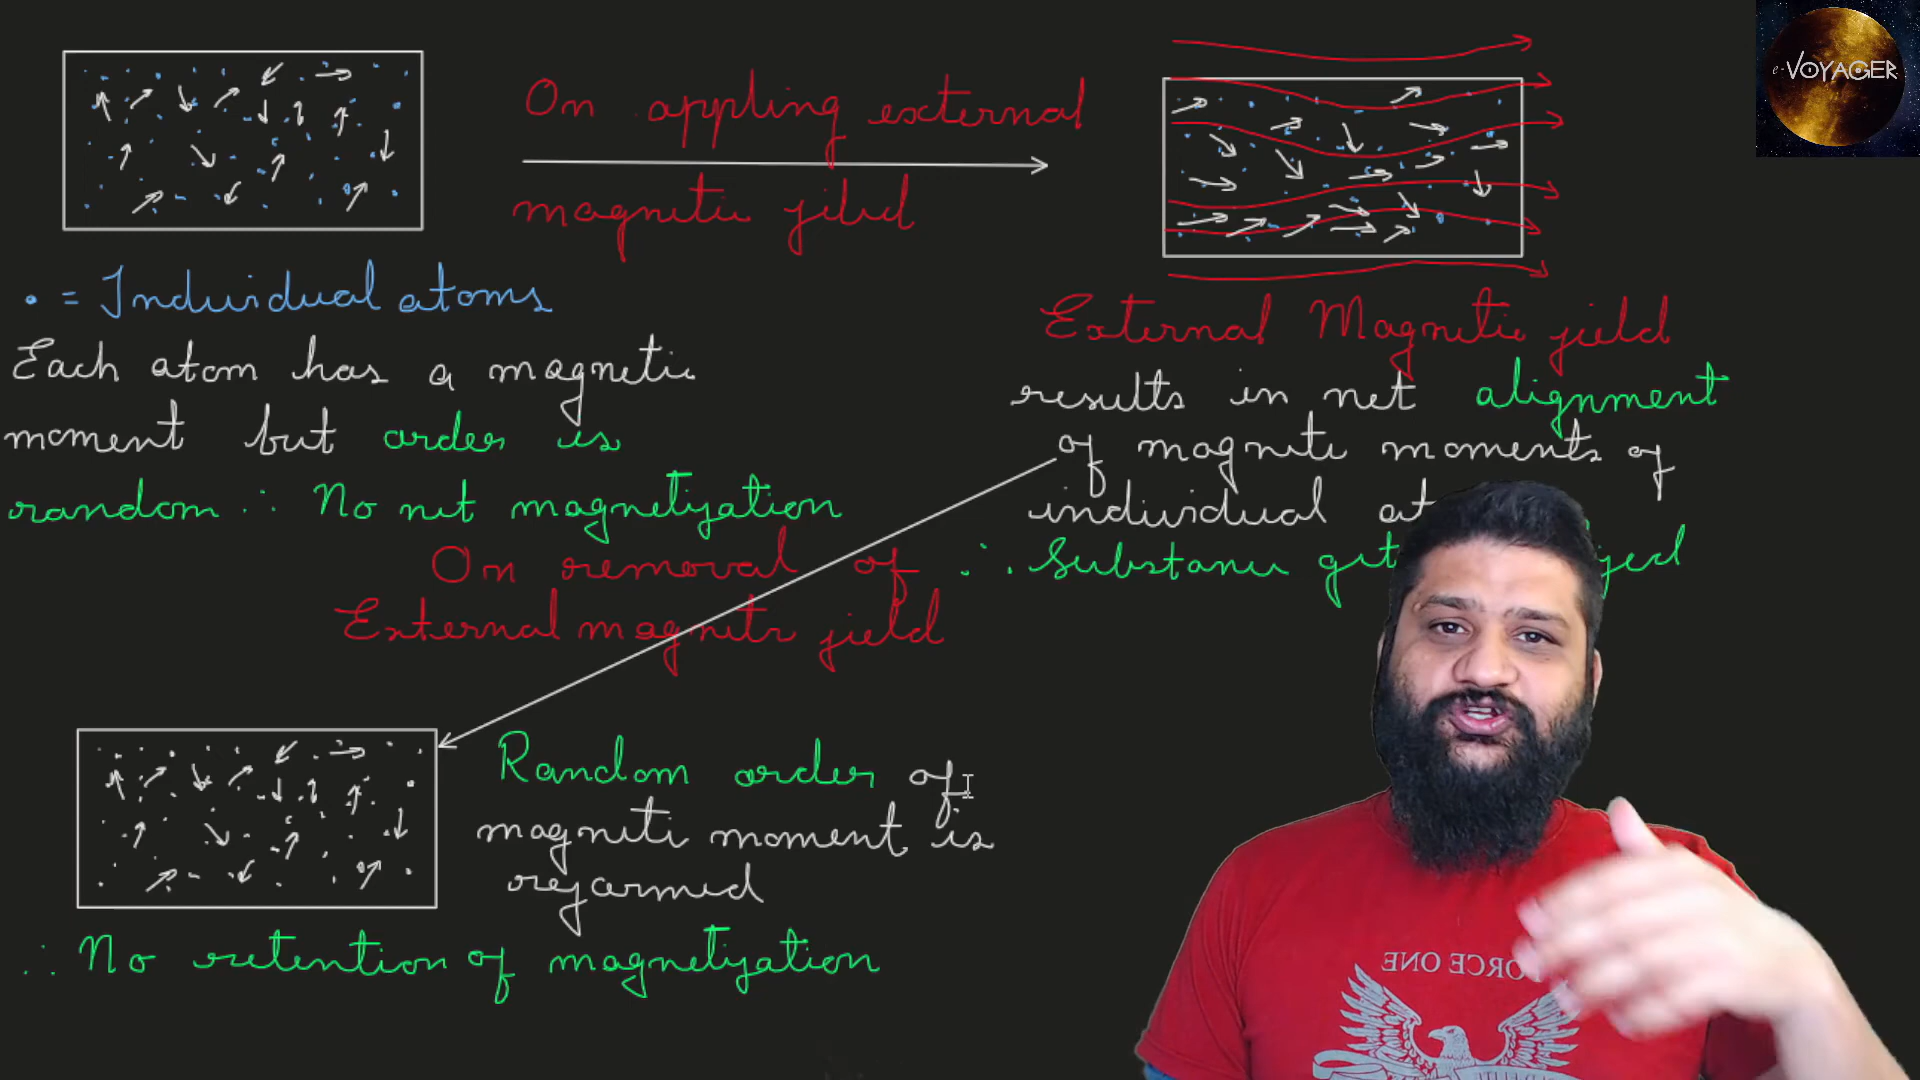 On appling external
magnetic field
• = Individual atoms
Each atom has a magnetic
moment but order is
random ∴ No net magnetization
External Magnetic field
results in net alignment
of magnetic moments of
individual at
∴ Substance get
On removal of
External magnetic field
Random order of
magnetic moment is
reformed
∴ No retention of magnetization
e-VOYAGER
FORCE ONE